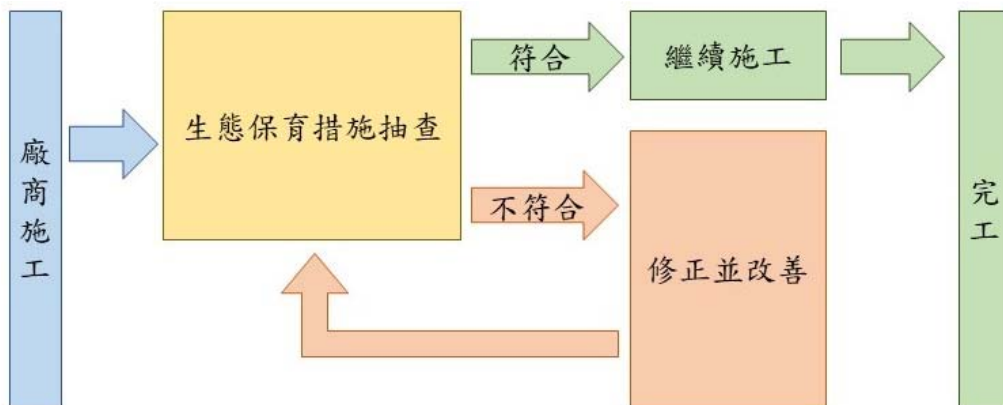 廠商施工
生態保育措施抽查
符合
繼續施工
不符合
修正並改善
完工